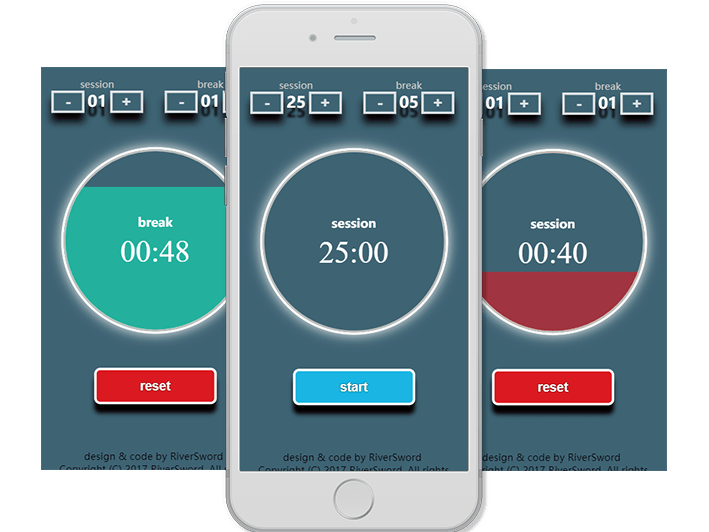 session break
- 01 + - 01
break
00:48
reset
design & code by RiverSword
Copyright (C) 2017 RiverSword. All rights
session break
- 25 + - 05 +
session
25:00
start
design & code by RiverSword
Copyright (C) 2017 RiverSword. All rights
session break
01 + - 01 +
session
00:40
reset
design & code by RiverSword
Copyright (C) 2017 RiverSword. All rights